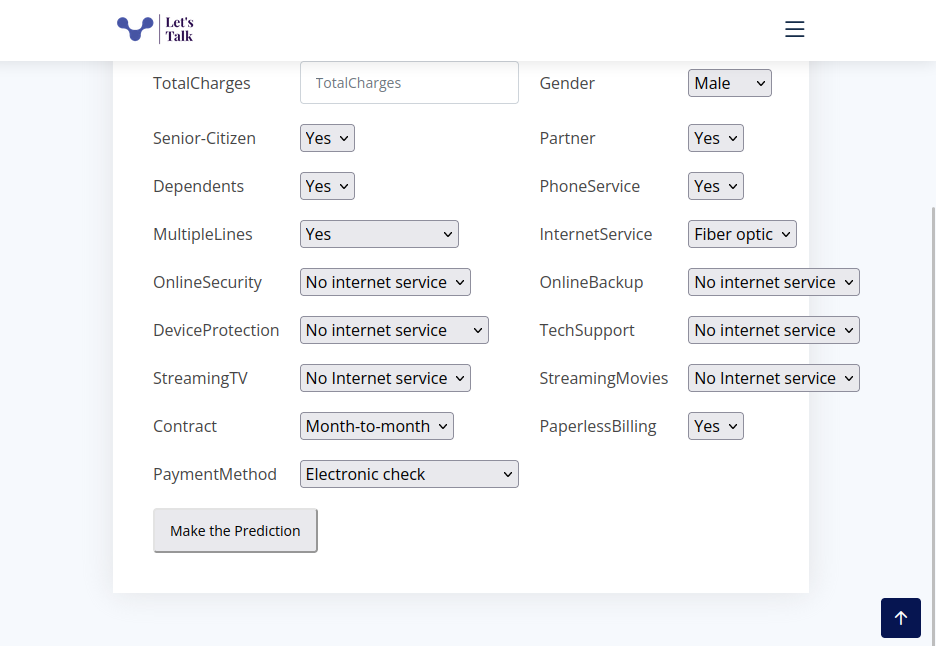 Let's
Talk
TotalCharges TotalCharges Gender Male
Senior-Citizen Yes Partner Yes
Dependents Yes PhoneService Yes
MultipleLines Yes InternetService Fiber optic
OnlineSecurity No internet service OnlineBackup No internet service
DeviceProtection No internet service TechSupport No internet service
StreamingTV No Internet service StreamingMovies No Internet service
Contract Month-to-month PaperlessBilling Yes
PaymentMethod Electronic check
Make the Prediction